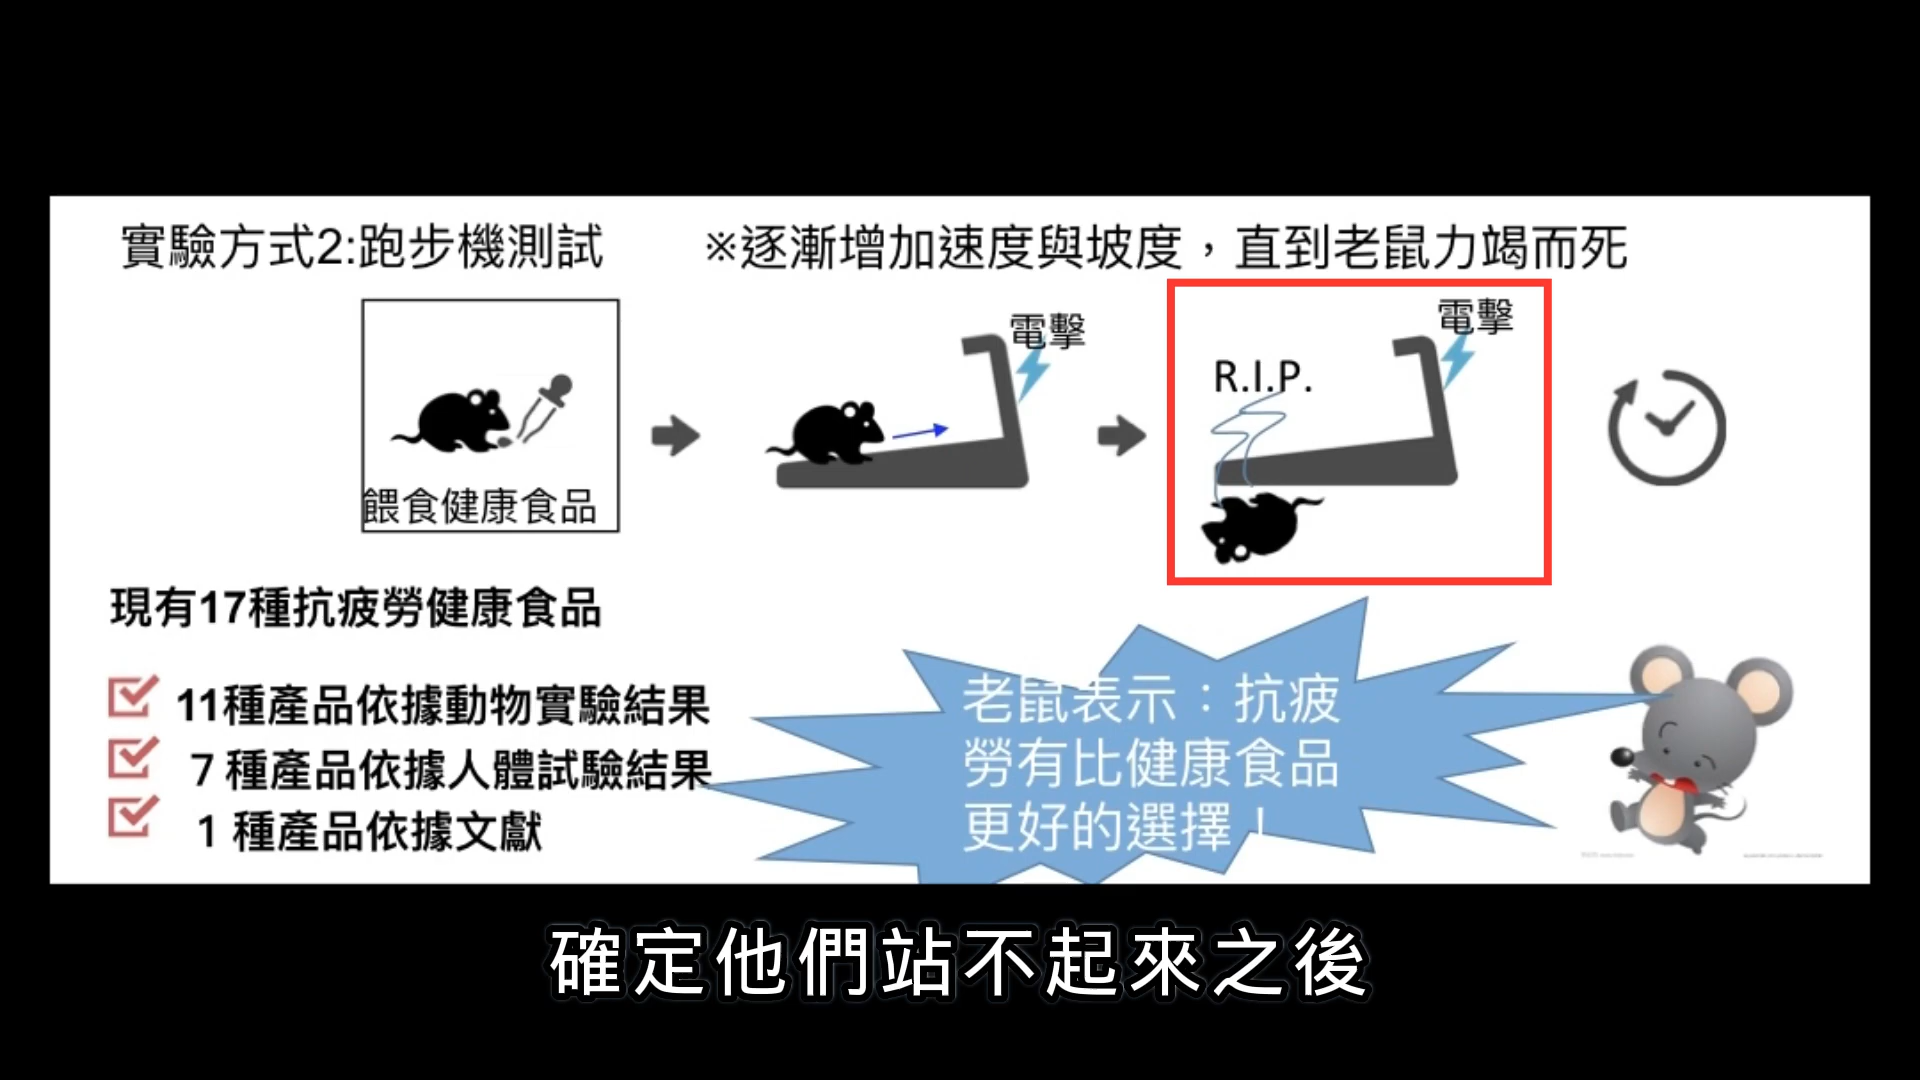 實驗方式2:跑步機測試
※逐漸增加速度與坡度，直到老鼠力竭而死
餵食健康食品
電擊
電擊
R.I.P.
現有17種抗疲勞健康食品
11種產品依據動物實驗結果
7 種產品依據人體試驗結果
1 種產品依據文獻
老鼠表示：抗疲
勞有比健康食品
更好的選擇！
確定他們站不起來之後